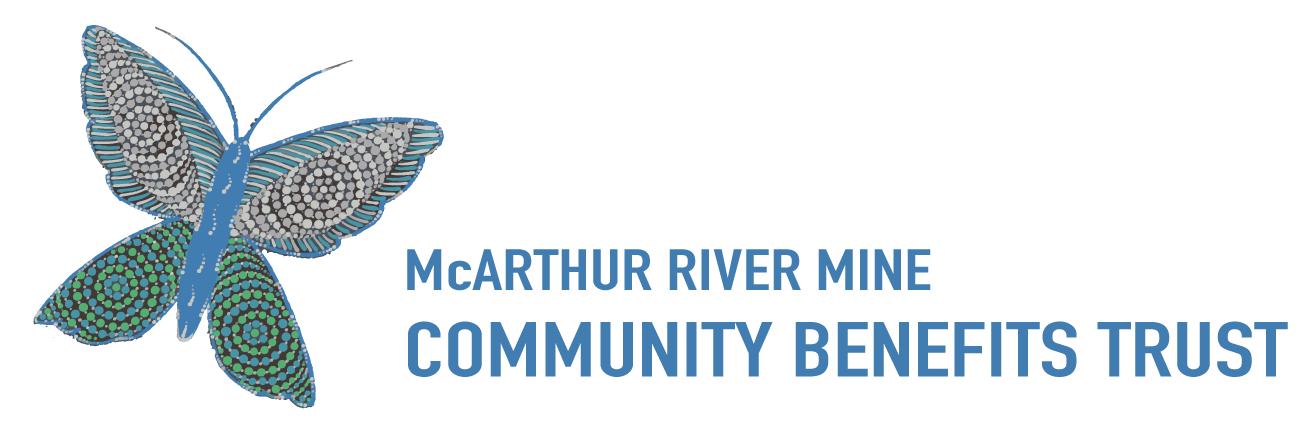 McARTHUR RIVER MINE
COMMUNITY BENEFITS TRUST